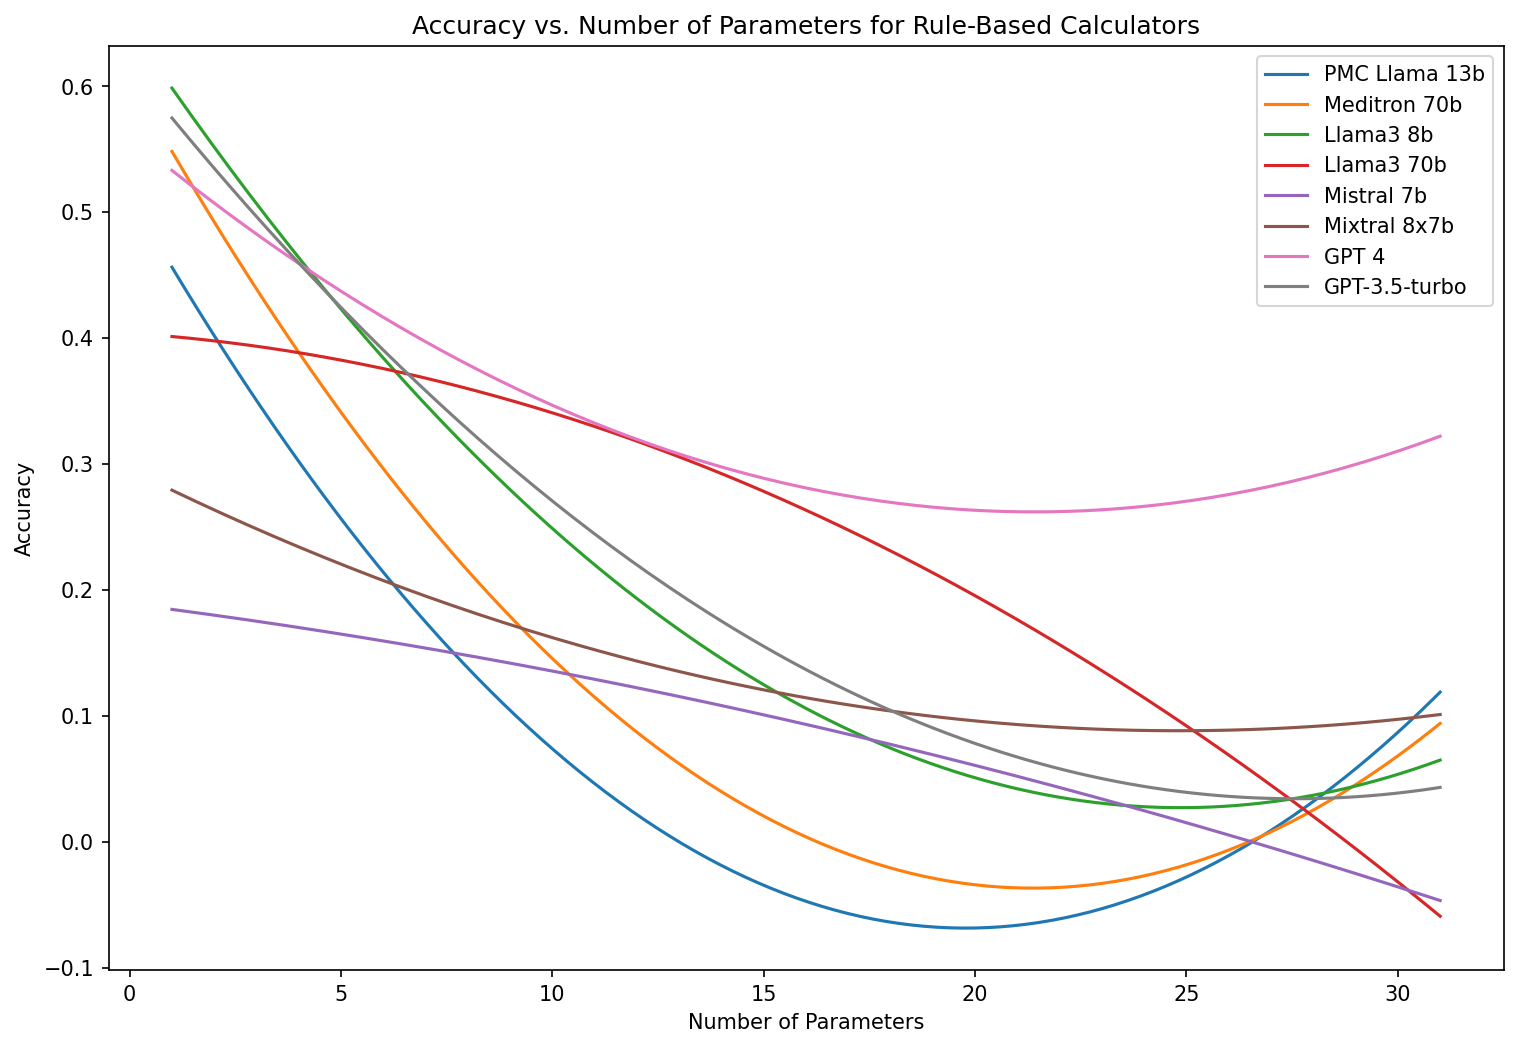 Accuracy vs. Number of Parameters for Rule-Based Calculators
PMC Llama 13b
Meditron 70b
Llama3 8b
Llama3 70b
Mistral 7b
Mixtral 8x7b
GPT 4
GPT-3.5-turbo
Accuracy
0.6
0.5
0.4
0.3
0.2
0.1
0.0
−0.1
0 5 10 15 20 25 30
Number of Parameters